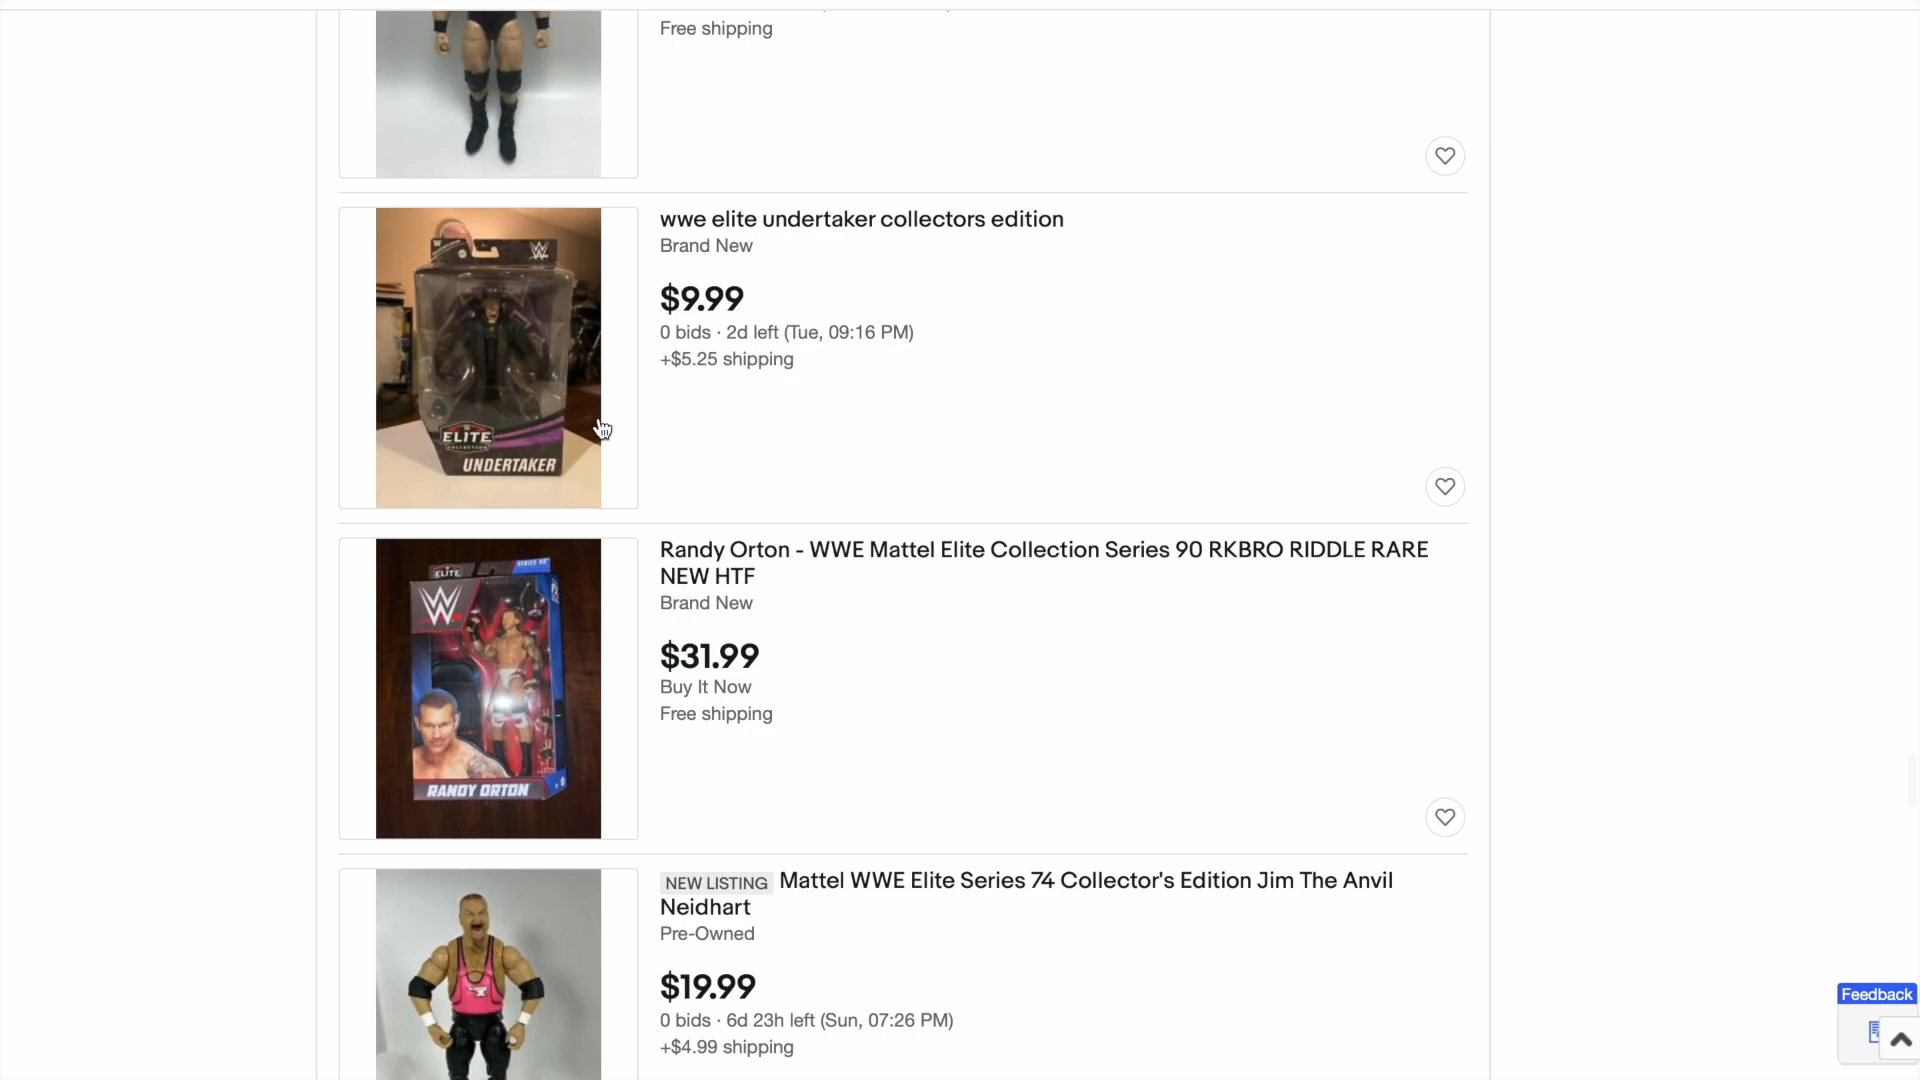 Free shipping
wwe elite undertaker collectors edition
Brand New
$9.99
0 bids · 2d left (Tue, 09:16 PM)
+$5.25 shipping
W
ELITE
COLLECTION
UNDERTAKER
Randy Orton - WWE Mattel Elite Collection Series 90 RKBRO RIDDLE RARE
NEW HTF
Brand New
$31.99
Buy It Now
Free shipping
ELITE
SERIES 90
W
RANDY ORTON
NEW LISTING Mattel WWE Elite Series 74 Collector's Edition Jim The Anvil
Neidhart
Pre-Owned
$19.99
0 bids · 6d 23h left (Sun, 07:26 PM)
+$4.99 shipping
Feedback